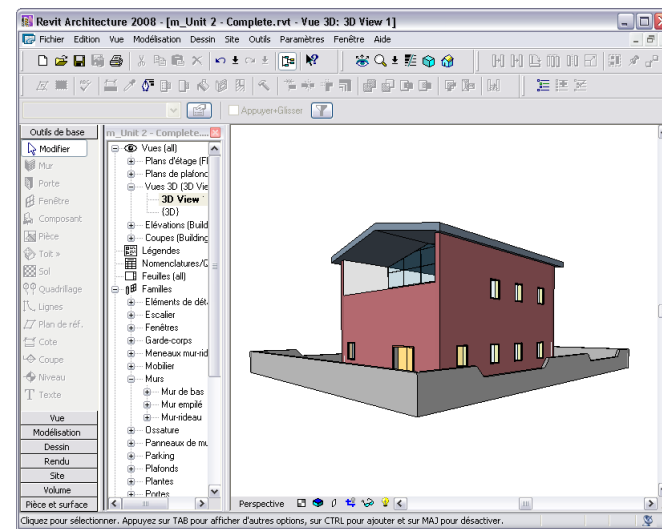 Revit Architecture 2008 - [m_Unit 2 - Complete.rvt - Vue 3D: 3D View 1]
Fichier Edition Vue Modélisation Dessin Site Outils Paramètres Fenêtre Aide
Appuyer+Glisser
Outils de base
Modifier
Mur
Porte
Fenêtre
Composant
Pièce
Toit »
Sol
Quadrillage
Lignes
Plan de réf.
Cote
Coupe
Niveau
Texte
Vue
Modélisation
Dessin
Rendu
Site
Volume
Pièce et surface
m_Unit 2 - Complete....
Vues (all)
Plans d'étage (Fl
Plans de plafond
Vues 3D (3D Vie
3D View
{3D}
Elévations (Build
Coupes (Building
Légendes
Nomenclatures/Q
Feuilles (all)
Familles
Eléments de dét
Escalier
Fenêtres
Garde-corps
Meneaux mur-rid
Mobilier
Murs
Mur de bas
Mur empilé
Mur-rideau
Ossature
Panneaux de mu
Parking
Plafonds
Plantes
Portes
Perspective
Cliquez pour sélectionner. Appuyez sur TAB pour afficher d'autres options, sur CTRL pour ajouter et sur MAJ pour désactiver.